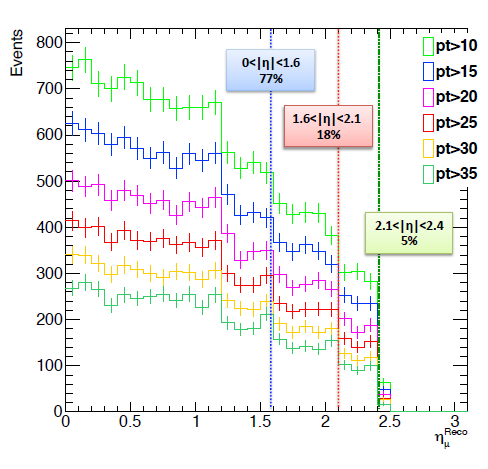 Events
800
700
600
500
400
300
200
100
0
0 0.5 1 1.5 2 2.5 3
η_μ^Reco
0<|η|<1.6
77%
1.6<|η|<2.1
18%
2.1<|η|<2.4
5%
pt>10
pt>15
pt>20
pt>25
pt>30
pt>35